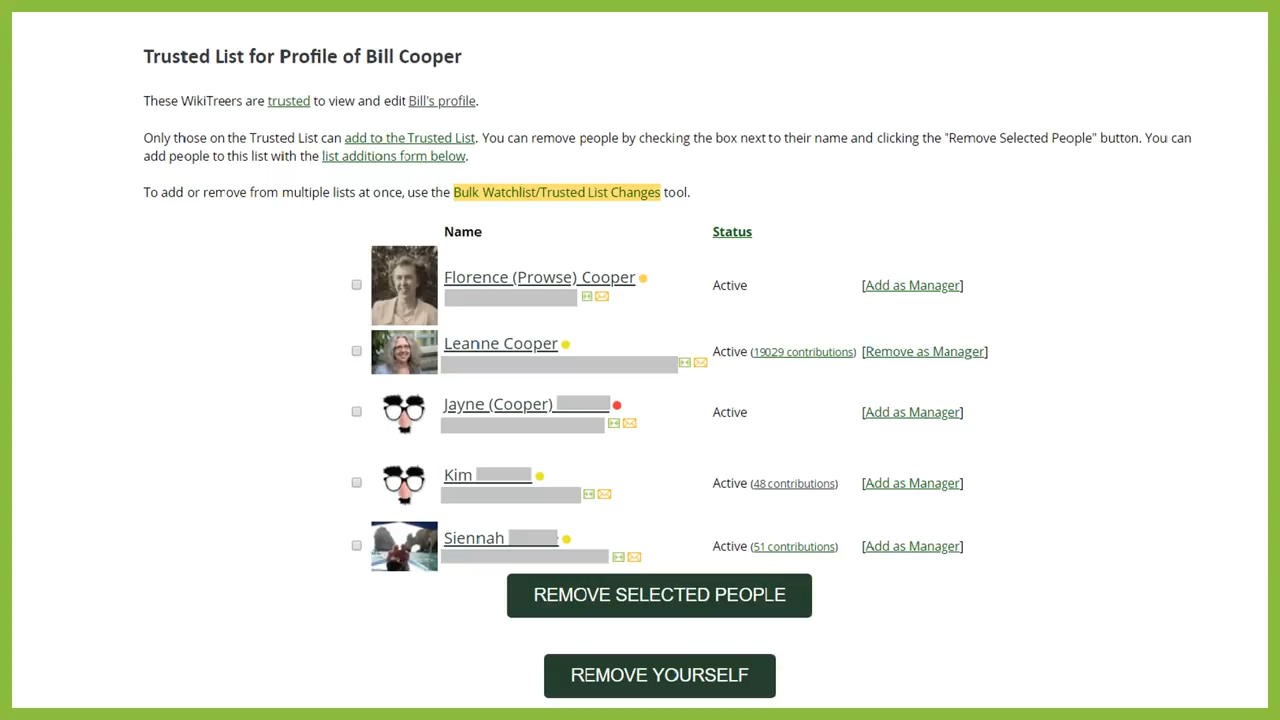 Trusted List for Profile of Bill Cooper
These WikiTreers are trusted to view and edit Bill's profile.
Only those on the Trusted List can add to the Trusted List. You can remove people by checking the box next to their name and clicking the "Remove Selected People" button. You can
add people to this list with the list additions form below.
To add or remove from multiple lists at once, use the Bulk Watchlist/Trusted List Changes tool.
Name Status
Florence (Prowse) Cooper Active [Add as Manager]
Leanne Cooper Active (19029 contributions) [Remove as Manager]
Jayne (Cooper) Active [Add as Manager]
Kim Active (48 contributions) [Add as Manager]
Siennah Active (51 contributions) [Add as Manager]
REMOVE SELECTED PEOPLE
REMOVE YOURSELF